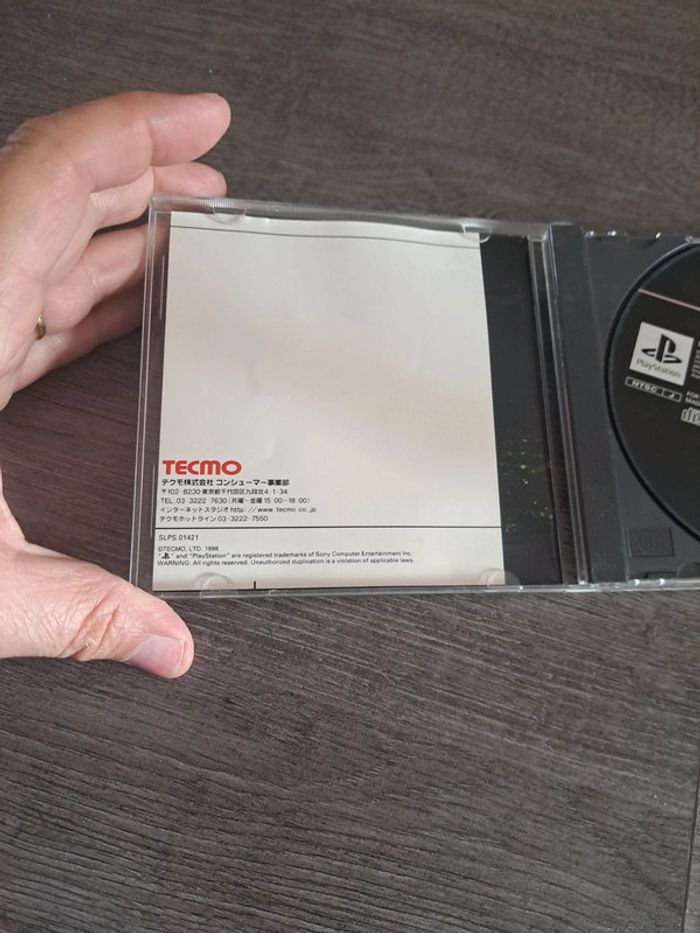 TECMO
テクモ株式会社 コンシューマー事業部
〒102-8230 東京都千代田区九段北4-1-34
TEL.03-3222-7630(月曜~金曜 15:00~18:00)
インターネットスタジオ http://www.tecmo.co.jp
テクモホットライン 03-3222-7550
SLPS 01421
©TECMO, LTD. 1998
" " and "PlayStation" are registered trademarks of Sony Computer Entertainment Inc.
WARNING: All rights reserved. Unauthorized duplication is a violation of applicable laws.
PlayStation
NTSC J
FOR